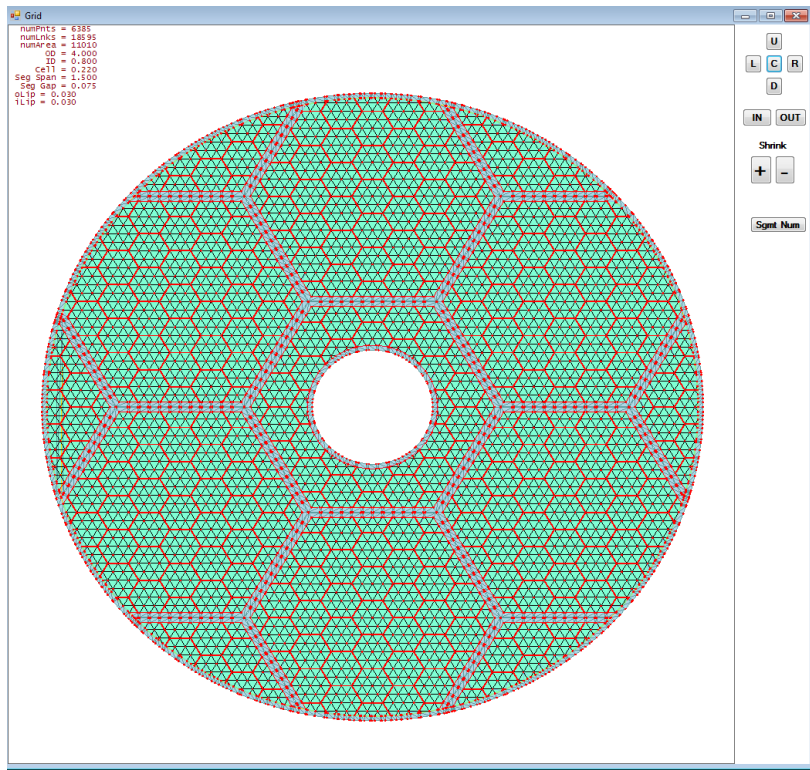 Grid
numPnts = 6385
numLnks = 18595
numArea = 11010
OD = 4.000
ID = 0.800
Cell = 0.220
Seg Span = 1.500
Seg Gap = 0.075
oLip = 0.030
iLip = 0.030
U
L C R
D
IN OUT
Shrink
+ -
Sgmt Num